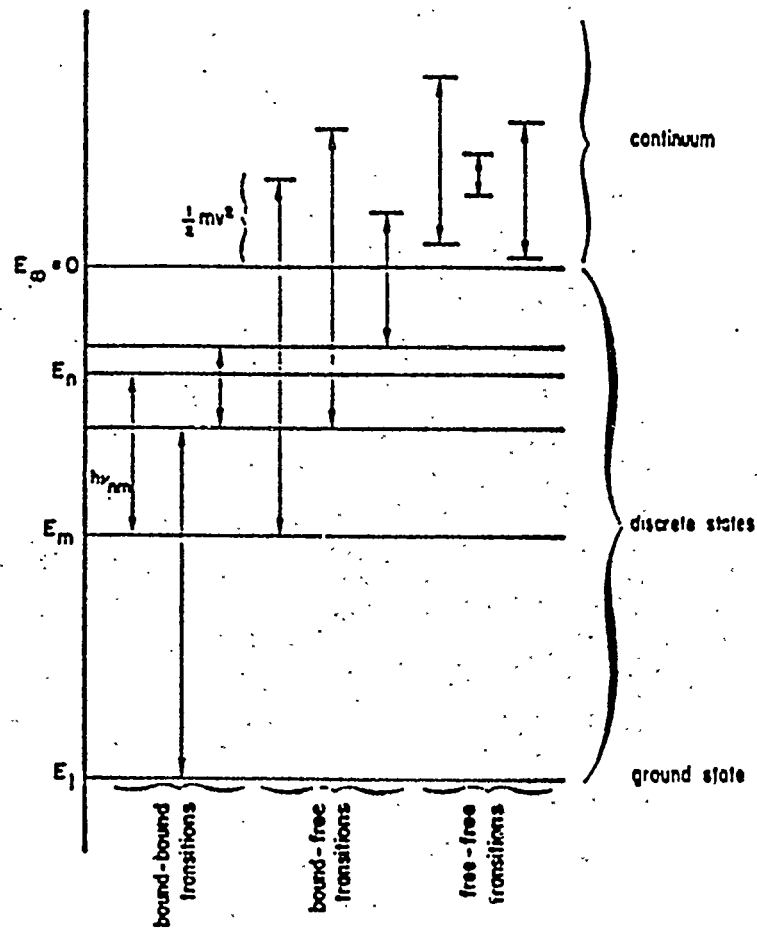 continuum
½ mv²
E∞ = 0
En
hνnm
Em
discrete states
E1
ground state
bound-bound
transitions
bound-free
transitions
free-free
transitions